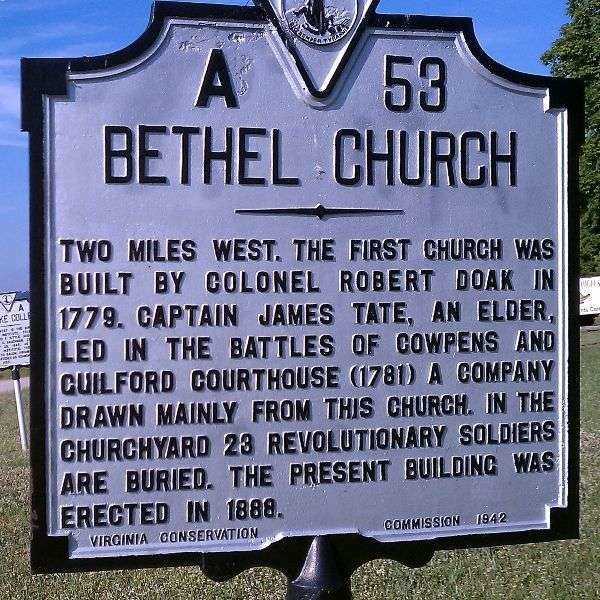 A 53
BETHEL CHURCH
TWO MILES WEST. THE FIRST CHURCH WAS
BUILT BY COLONEL ROBERT DOAK IN
1779. CAPTAIN JAMES TATE, AN ELDER,
LED IN THE BATTLES OF COWPENS AND
GUILFORD COURTHOUSE (1781) A COMPANY
DRAWN MAINLY FROM THIS CHURCH. IN THE
CHURCHYARD 23 REVOLUTIONARY SOLDIERS
ARE BURIED. THE PRESENT BUILDING WAS
ERECTED IN 1888.
VIRGINIA CONSERVATION COMMISSION 1942